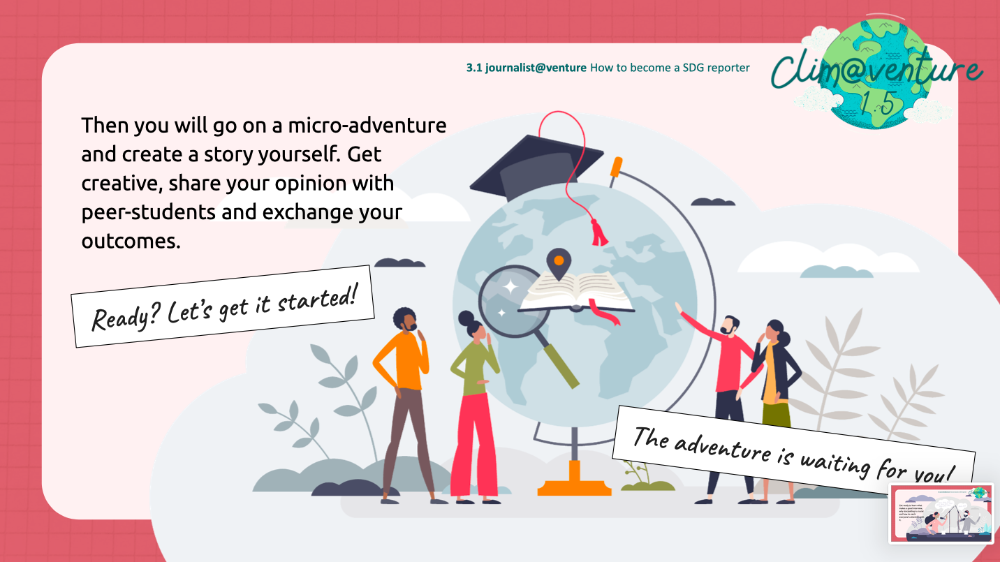 3.1 journalist@venture How to become a SDG reporter
Clim@venture
1.5
Then you will go on a micro-adventure
and create a story yourself. Get
creative, share your opinion with
peer-students and exchange your
outcomes.
Ready? Let's get it started!
The adventure is waiting for you!